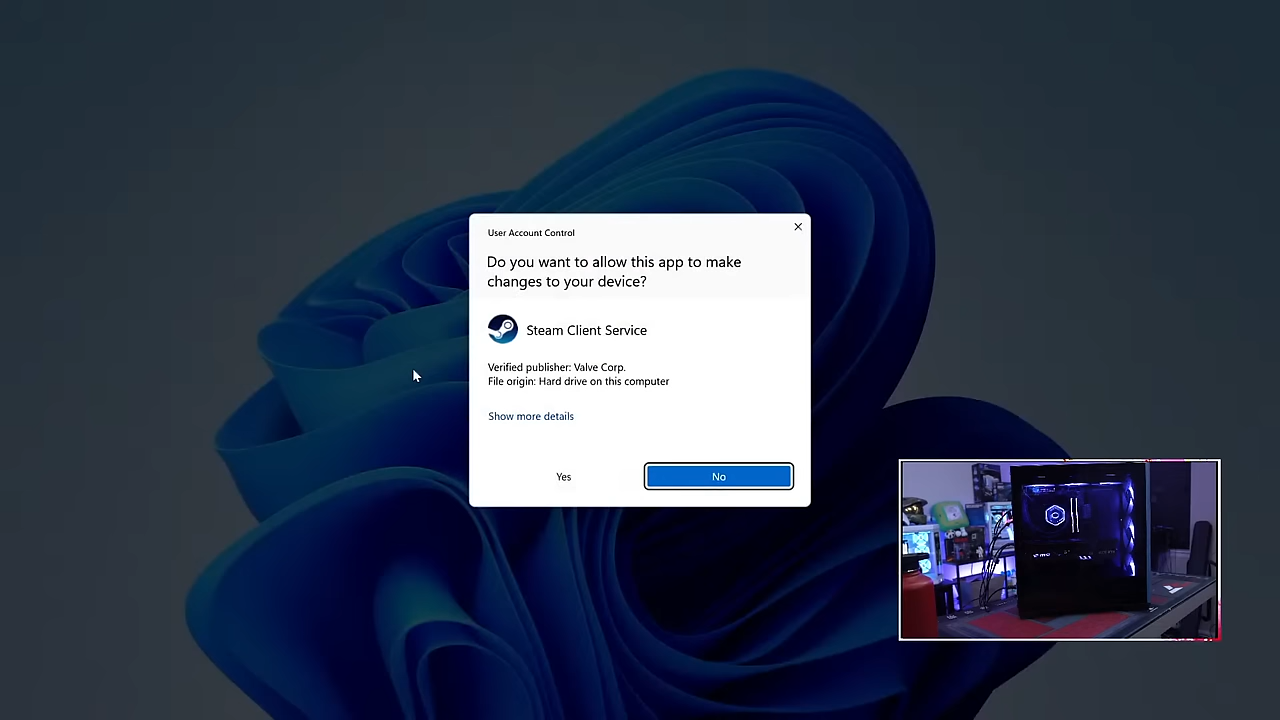 User Account Control
Do you want to allow this app to make
changes to your device?
Steam Client Service
Verified publisher: Valve Corp.
File origin: Hard drive on this computer
Show more details
Yes
No